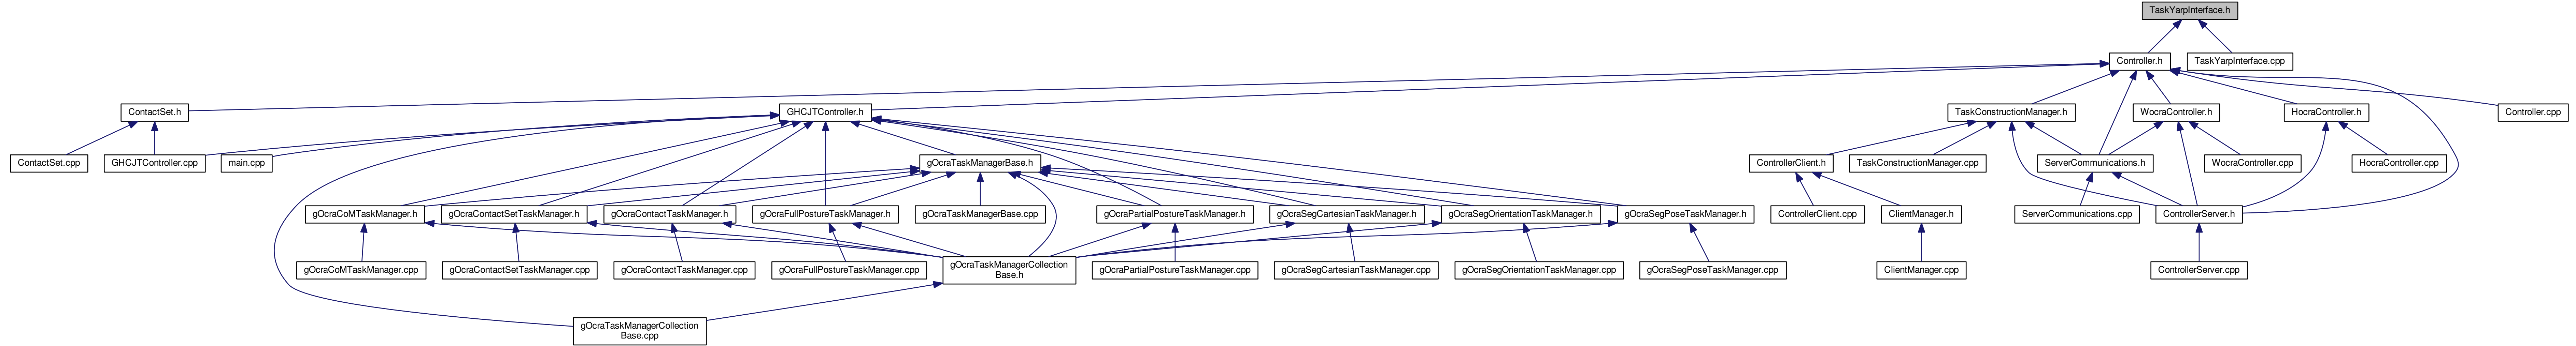 TaskYarpInterface.h
Controller.h
TaskYarpInterface.cpp
ContactSet.h
GHCJTController.h
TaskConstructionManager.h
WocraController.h
HocraController.h
Controller.cpp
ContactSet.cpp
GHCJTController.cpp
main.cpp
gOcraTaskManagerBase.h
ControllerClient.h
TaskConstructionManager.cpp
ServerCommunications.h
WocraController.cpp
HocraController.cpp
gOcraCoMTaskManager.h
gOcraContactSetTaskManager.h
gOcraContactTaskManager.h
gOcraFullPostureTaskManager.h
gOcraTaskManagerBase.cpp
gOcraPartialPostureTaskManager.h
gOcraSegCartesianTaskManager.h
gOcraSegOrientationTaskManager.h
gOcraSegPoseTaskManager.h
ControllerClient.cpp
ClientManager.h
ServerCommunications.cpp
ControllerServer.h
gOcraCoMTaskManager.cpp
gOcraContactSetTaskManager.cpp
gOcraContactTaskManager.cpp
gOcraFullPostureTaskManager.cpp
gOcraTaskManagerCollection
Base.h
gOcraPartialPostureTaskManager.cpp
gOcraSegCartesianTaskManager.cpp
gOcraSegOrientationTaskManager.cpp
gOcraSegPoseTaskManager.cpp
ClientManager.cpp
ControllerServer.cpp
gOcraTaskManagerCollection
Base.cpp